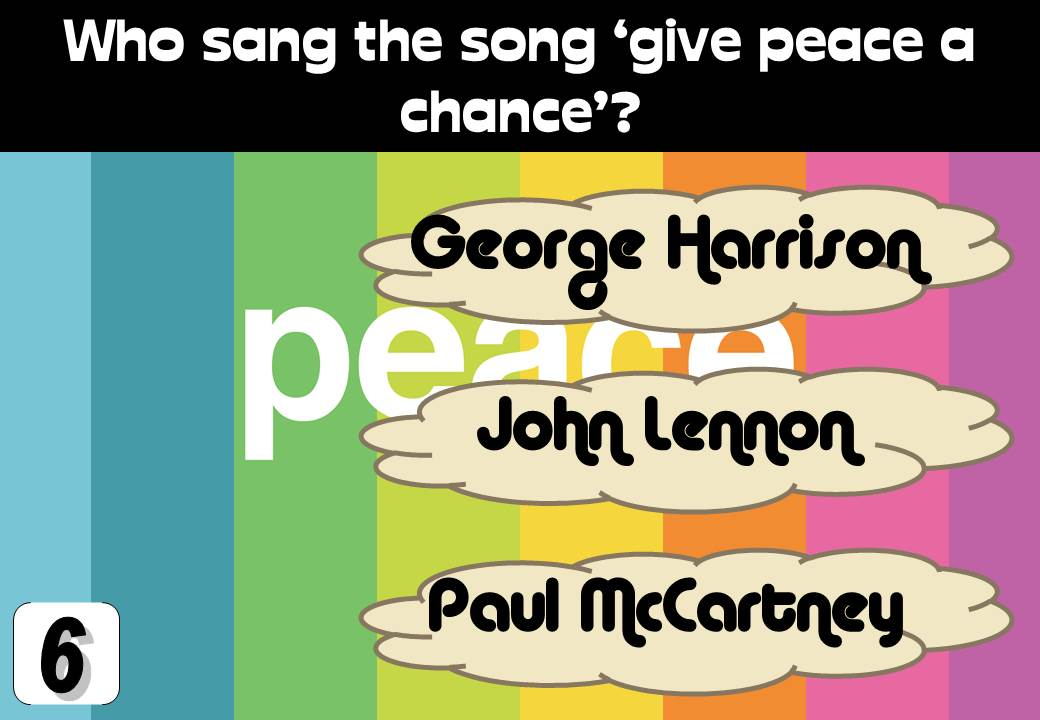 Who sang the song ‘give peace a
chance’?
George Harrison
peace
John Lennon
Paul McCartney
6